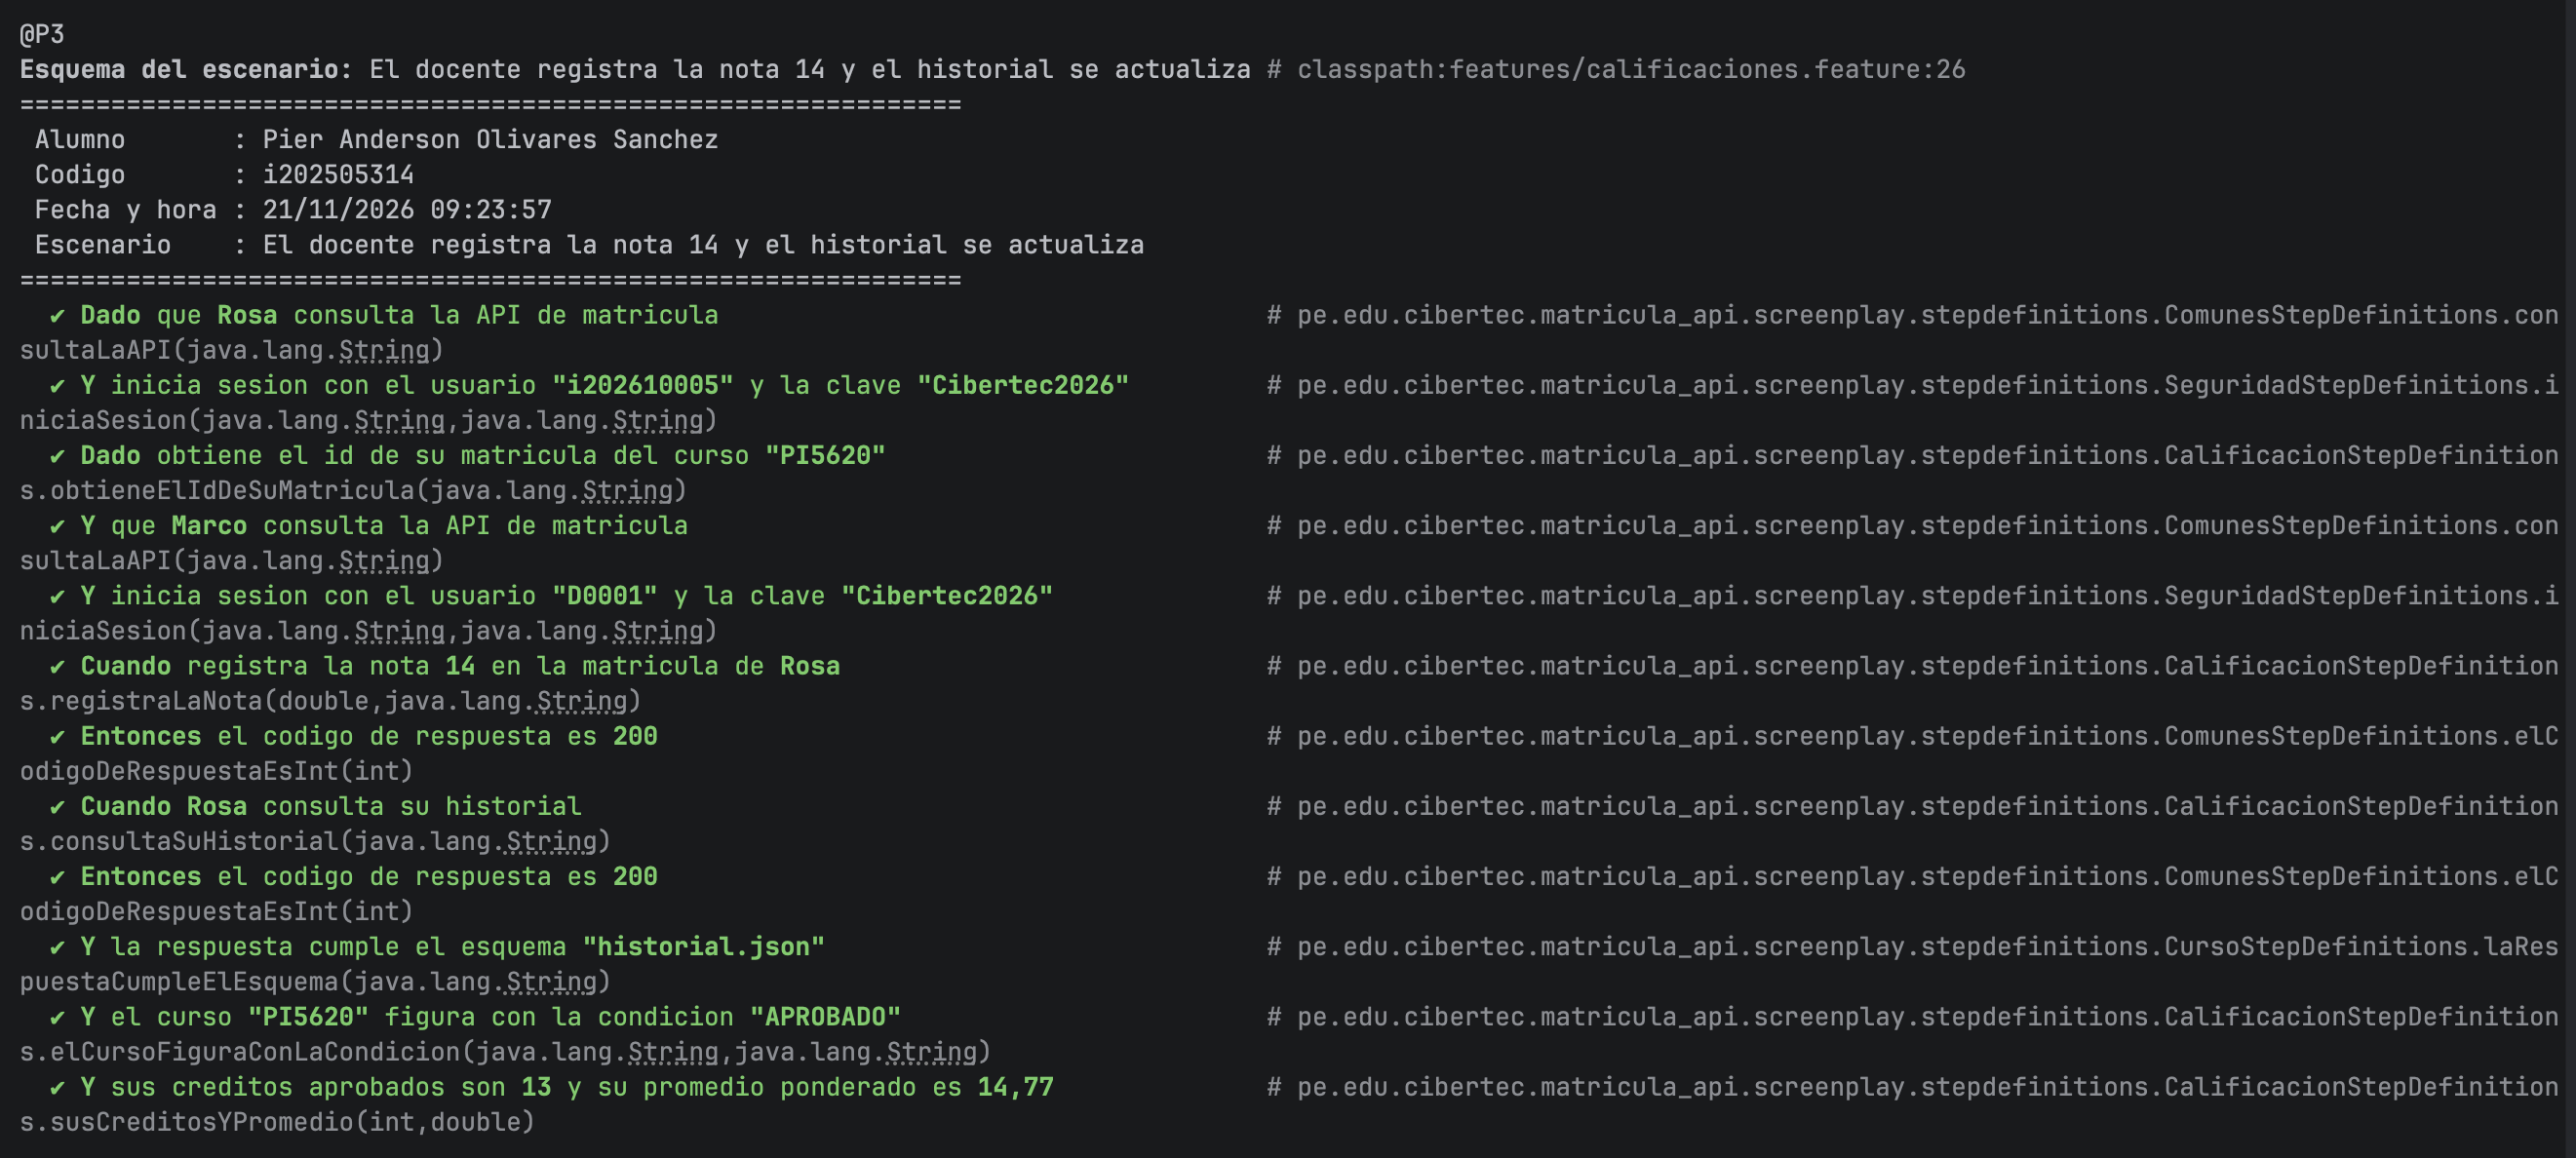 @P3
Esquema del escenario: El docente registra la nota 14 y el historial se actualiza # classpath:features/calificaciones.feature:26
==============================================================
Alumno       : Pier Anderson Olivares Sanchez
Codigo       : i202505314
Fecha y hora : 21/11/2026 09:23:57
Escenario    : El docente registra la nota 14 y el historial se actualiza
==============================================================
✔ Dado que Rosa consulta la API de matricula # pe.edu.cibertec.matricula_api.screenplay.stepdefinitions.ComunesStepDefinitions.con
sultaLaAPI(java.lang.String)
✔ Y inicia sesion con el usuario "i202610005" y la clave "Cibertec2026" # pe.edu.cibertec.matricula_api.screenplay.stepdefinitions.SeguridadStepDefinitions.i
niciaSesion(java.lang.String,java.lang.String)
✔ Dado obtiene el id de su matricula del curso "PI5620" # pe.edu.cibertec.matricula_api.screenplay.stepdefinitions.CalificacionStepDefinition
s.obtieneElIdDeSuMatricula(java.lang.String)
✔ Y que Marco consulta la API de matricula # pe.edu.cibertec.matricula_api.screenplay.stepdefinitions.ComunesStepDefinitions.con
sultaLaAPI(java.lang.String)
✔ Y inicia sesion con el usuario "D0001" y la clave "Cibertec2026" # pe.edu.cibertec.matricula_api.screenplay.stepdefinitions.SeguridadStepDefinitions.i
niciaSesion(java.lang.String,java.lang.String)
✔ Cuando registra la nota 14 en la matricula de Rosa # pe.edu.cibertec.matricula_api.screenplay.stepdefinitions.CalificacionStepDefinition
s.registraLaNota(double,java.lang.String)
✔ Entonces el codigo de respuesta es 200 # pe.edu.cibertec.matricula_api.screenplay.stepdefinitions.ComunesStepDefinitions.elC
odigoDeRespuestaEsInt(int)
✔ Cuando Rosa consulta su historial # pe.edu.cibertec.matricula_api.screenplay.stepdefinitions.CalificacionStepDefinition
s.consultaSuHistorial(java.lang.String)
✔ Entonces el codigo de respuesta es 200 # pe.edu.cibertec.matricula_api.screenplay.stepdefinitions.ComunesStepDefinitions.elC
odigoDeRespuestaEsInt(int)
✔ Y la respuesta cumple el esquema "historial.json" # pe.edu.cibertec.matricula_api.screenplay.stepdefinitions.CursoStepDefinitions.laRes
puestaCumpleElEsquema(java.lang.String)
✔ Y el curso "PI5620" figura con la condicion "APROBADO" # pe.edu.cibertec.matricula_api.screenplay.stepdefinitions.CalificacionStepDefinition
s.elCursoFiguraConLaCondicion(java.lang.String,java.lang.String)
✔ Y sus creditos aprobados son 13 y su promedio ponderado es 14,77 # pe.edu.cibertec.matricula_api.screenplay.stepdefinitions.CalificacionStepDefinition
s.susCreditosYPromedio(int,double)